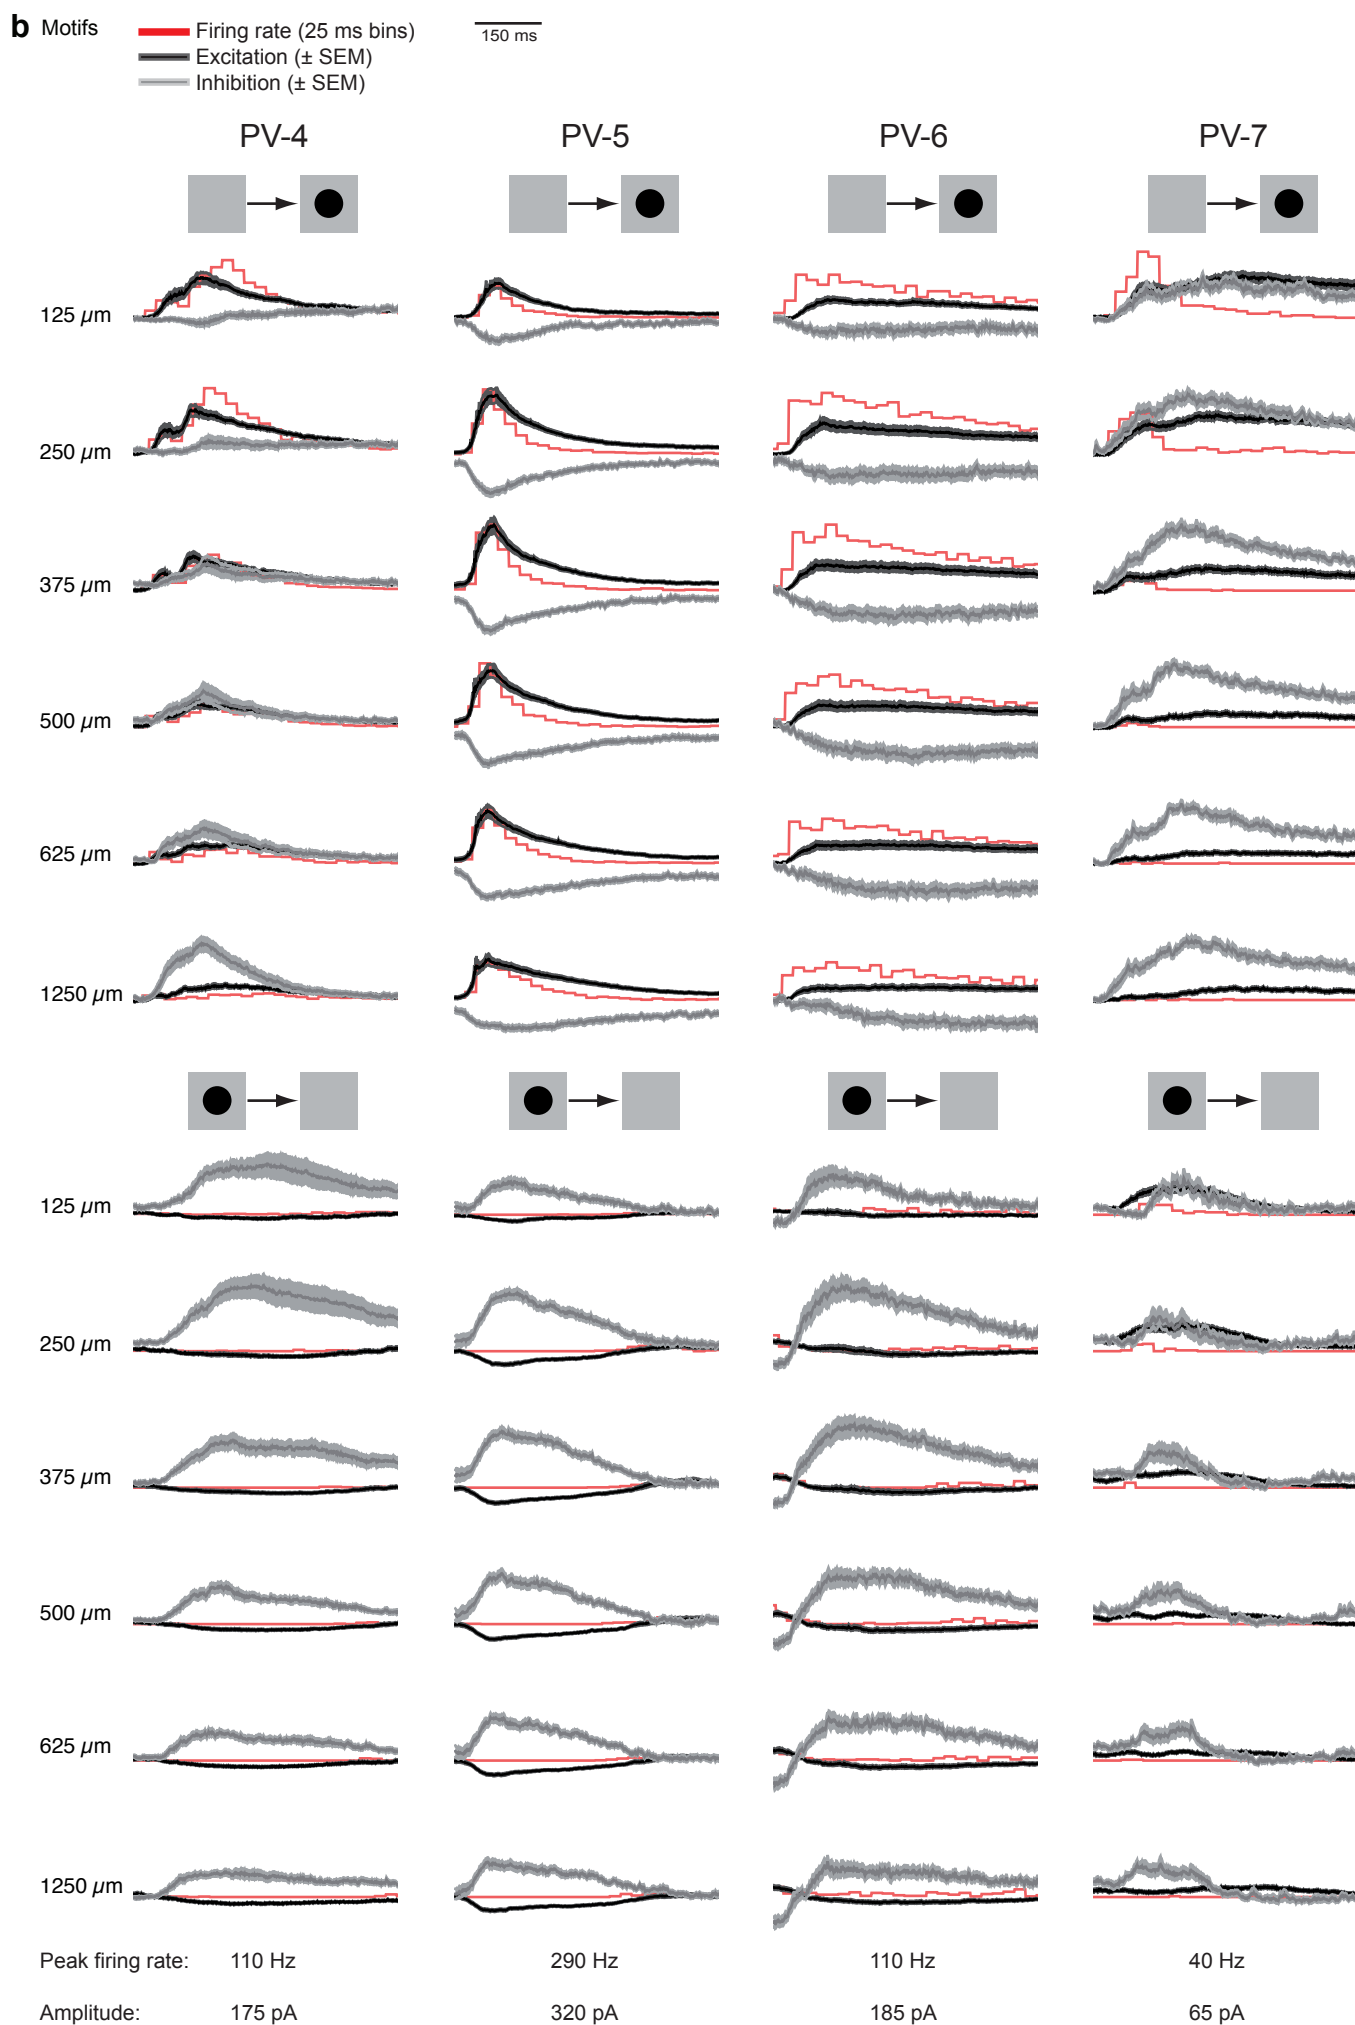 b Motifs
Firing rate (25 ms bins)
Excitation (± SEM)
Inhibition (± SEM)
150 ms
PV-4 PV-5 PV-6 PV-7
125 µm
250 µm
375 µm
500 µm
625 µm
1250 µm
125 µm
250 µm
375 µm
500 µm
625 µm
1250 µm
Peak firing rate: 110 Hz 290 Hz 110 Hz 40 Hz
Amplitude: 175 pA 320 pA 185 pA 65 pA